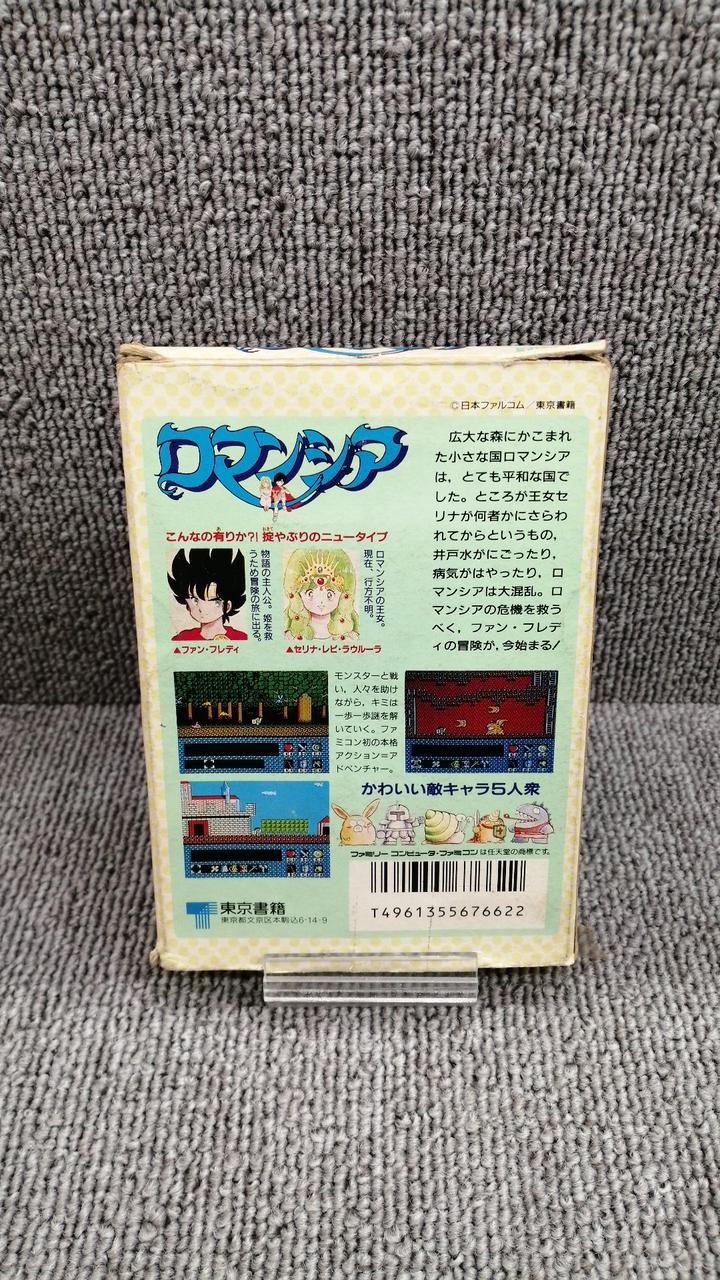 ©日本ファルコム／東京書籍
ロマンシア
こんなの有りか?! 掟やぶりのニュータイプ
物語の主人公。姫を救
うため冒険の旅に出る。
▲ファン・フレディ
ロマンシアの王女。
現在、行方不明。
▲セリナ・レビ・ラウルーラ
広大な森にかこまれ
た小さな国ロマンシア
は，とても平和な国で
した。ところが王女セ
リナが何者かにさらわ
れてからというもの，
井戸水がにごったり，
病気がはやったり，ロ
マンシアは大混乱。ロ
マンシアの危機を救う
べく，ファン・フレデ
ィの冒険が，今始まる!
モンスターと戦
い，人々を助け
ながら，キミは
一歩一歩謎を解
いていく。ファ
ミコン初の本格
アクション＝ア
ドベンチャー。
かわいい敵キャラ5人衆
ファミリーコンピュータ・ファミコンは任天堂の商標です。
T4961355676622
東京書籍
東京都文京区本駒込6-14-9